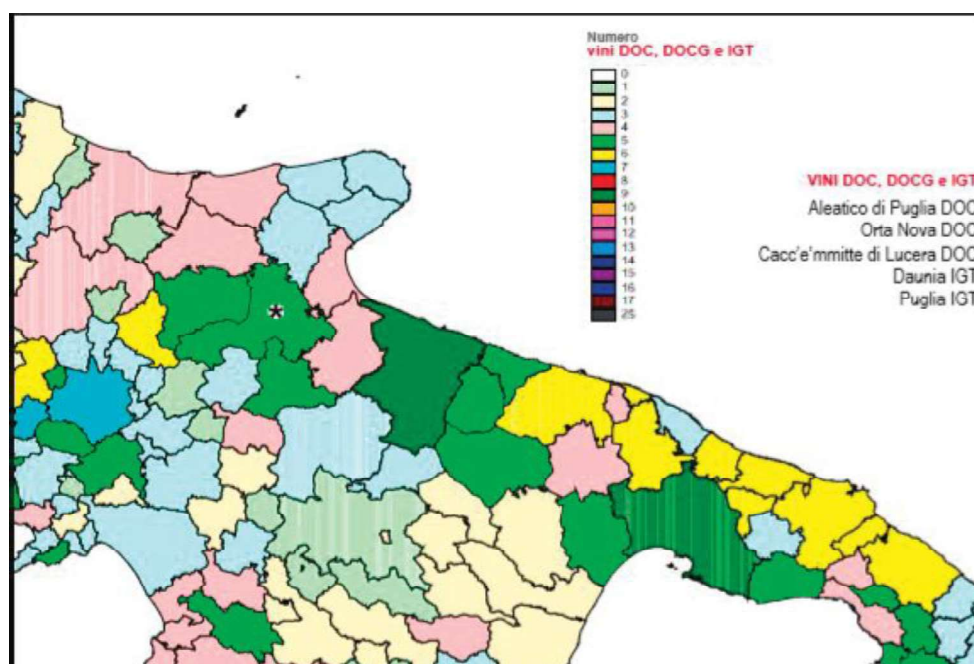 Numero
vini DOC, DOCG e IGT
0
1
2
3
4
5
6
7
8
9
10
11
12
13
14
15
16
17
25
VINI DOC, DOCG e IGT
Aleatico di Puglia DOC
Orta Nova DOC
Cacc'e'mmitte di Lucera DOC
Daunia IGT
Puglia IGT